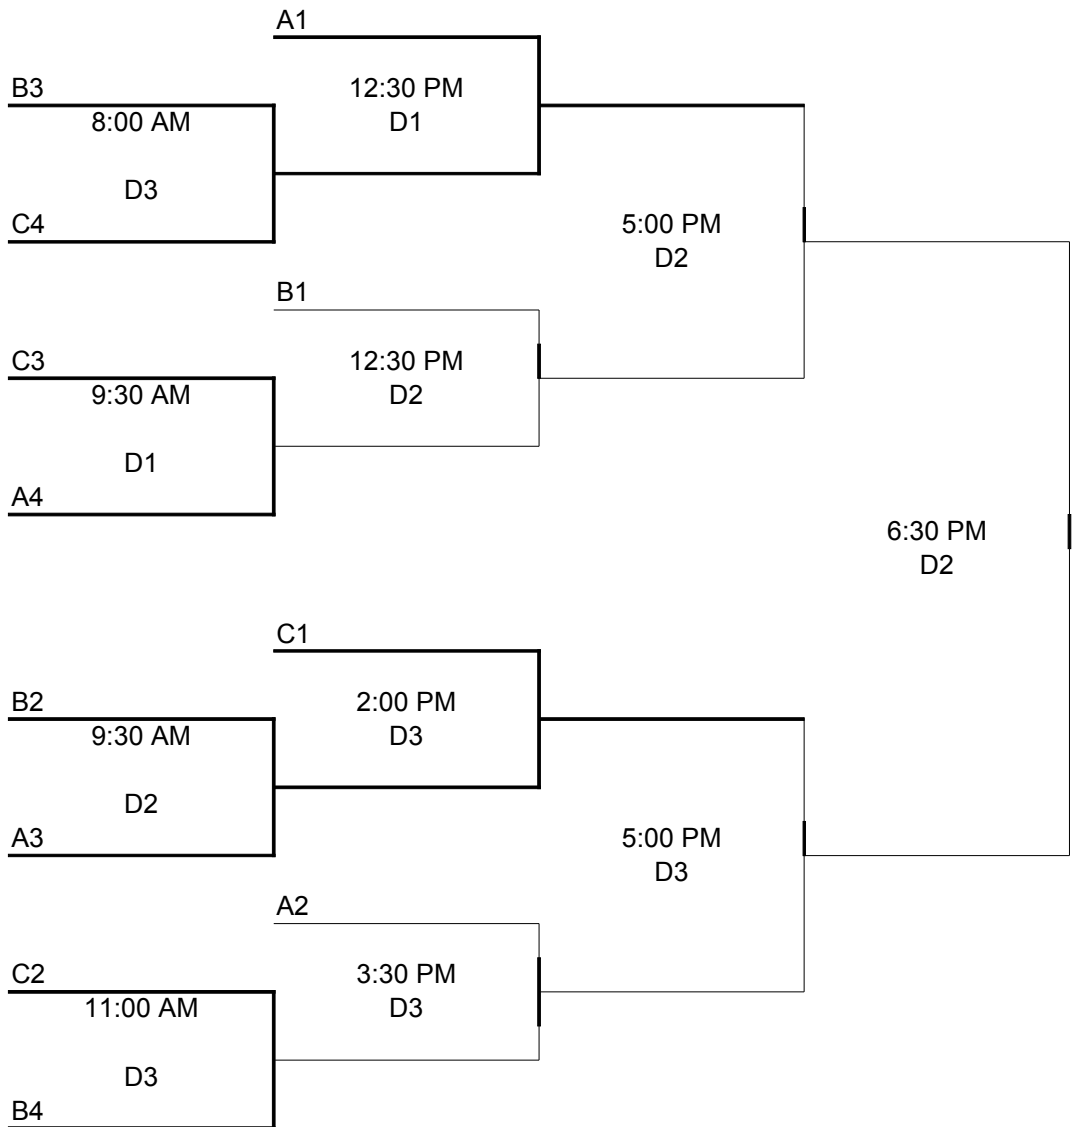 A1
B3
12:30 PM
8:00 AM
D1
D3
C4
5:00 PM
D2
B1
C3
12:30 PM
9:30 AM
D2
D1
A4
6:30 PM
D2
C1
B2
2:00 PM
9:30 AM
D3
D2
A3
5:00 PM
D3
A2
C2
3:30 PM
11:00 AM
D3
D3
B4